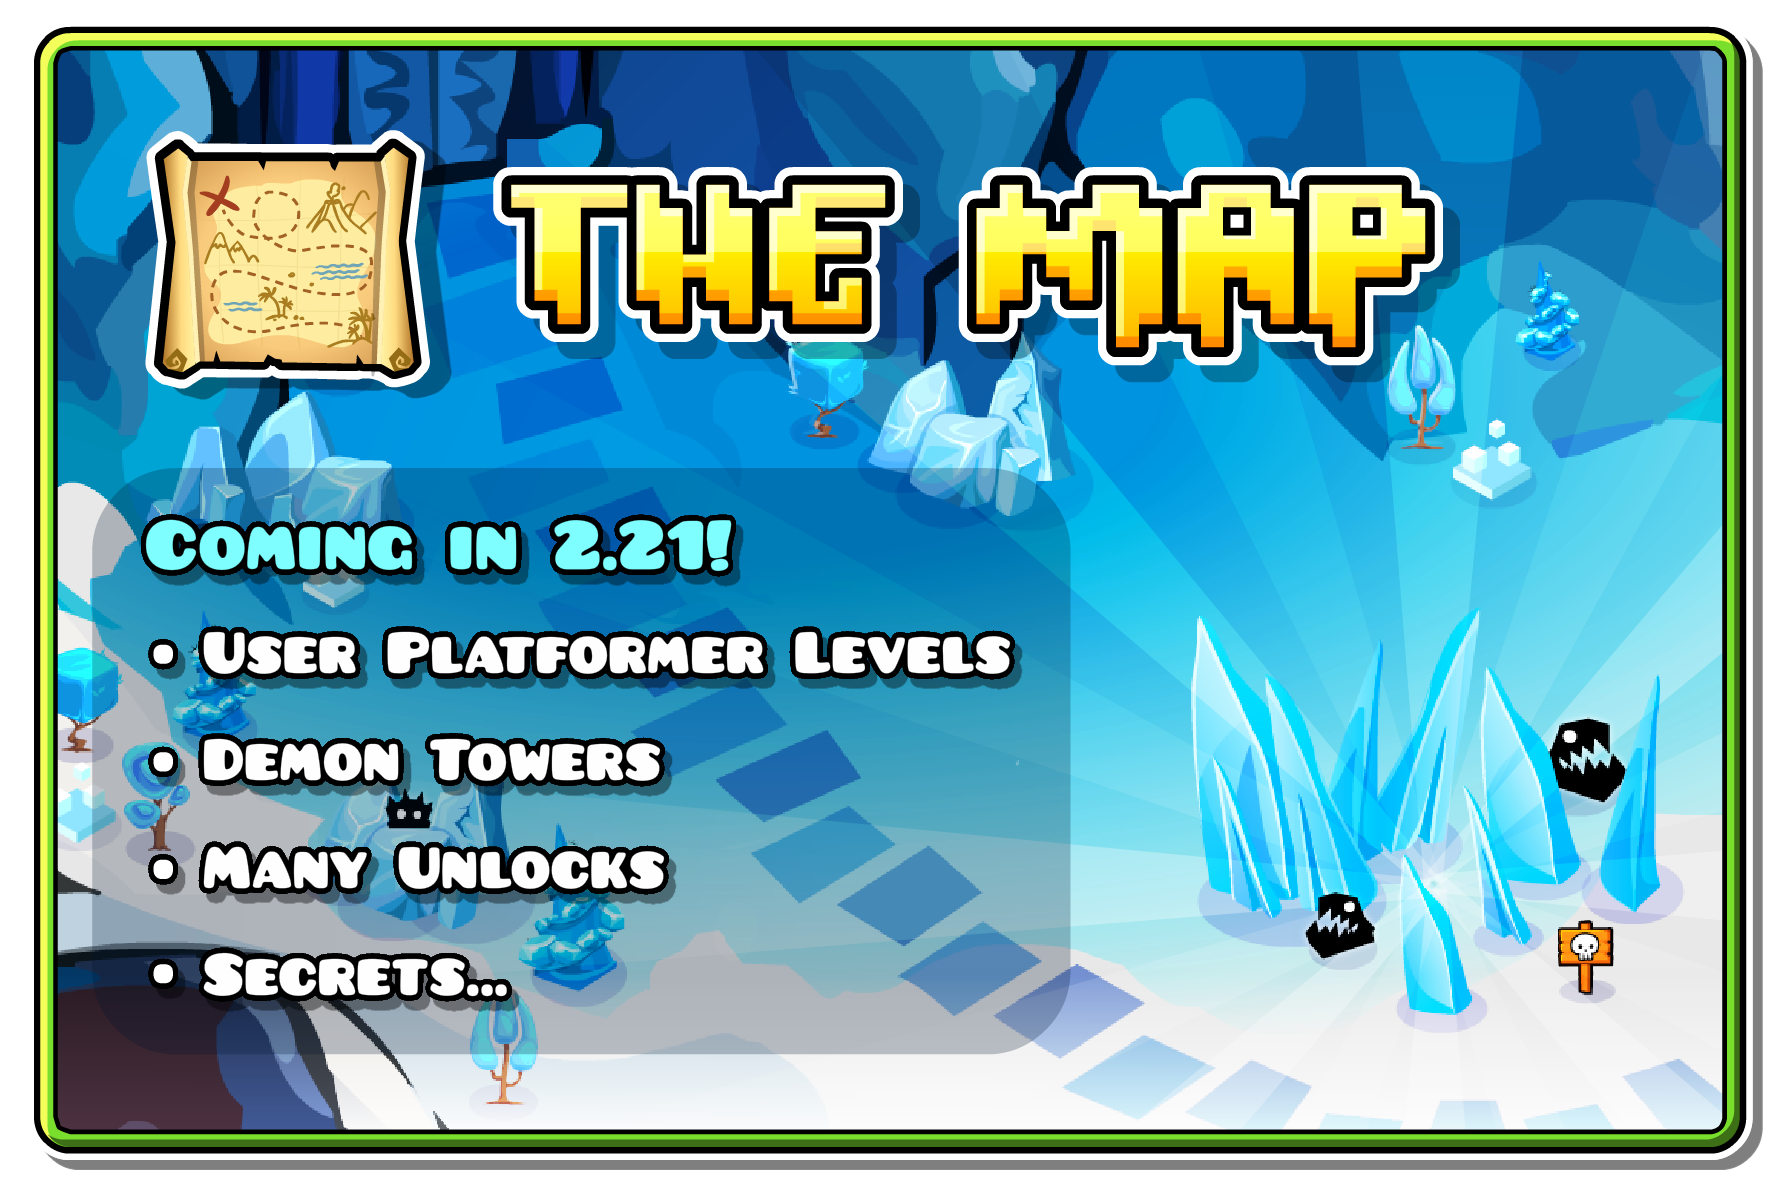 THE MAP
COMING IN 2.21!
• USER PLATFORMER LEVELS
• DEMON TOWERS
• MANY UNLOCKS
• SECRETS...